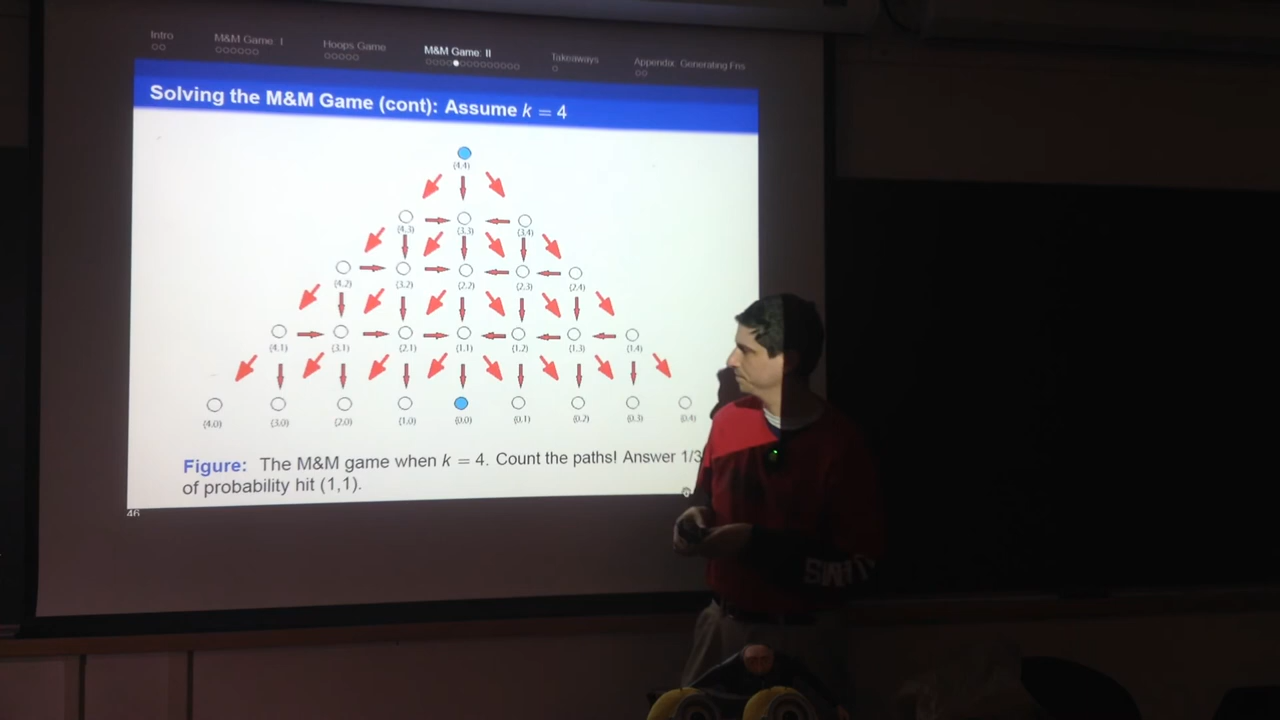 Intro M&M Game: I Hoops Game M&M Game: II Takeaways Appendix: Generating Fns
Solving the M&M Game (cont): Assume k = 4
(4,4)
(4,3) (3,3) (3,4)
(4,2) (3,2) (2,2) (2,3) (2,4)
(4,1) (3,1) (2,1) (1,1) (1,2) (1,3) (1,4)
(4,0) (3,0) (2,0) (1,0) (0,0) (0,1) (0,2) (0,3) (0,4)
Figure: The M&M game when k = 4. Count the paths! Answer 1/3
of probability hit (1,1).
46